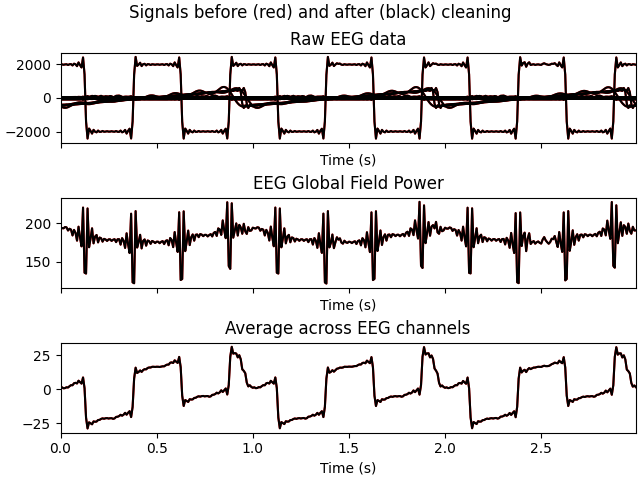 Signals before (red) and after (black) cleaning
Raw EEG data
2000
0
−2000
Time (s)
EEG Global Field Power
200
150
Time (s)
Average across EEG channels
25
0
−25
0.0 0.5 1.0 1.5 2.0 2.5
Time (s)